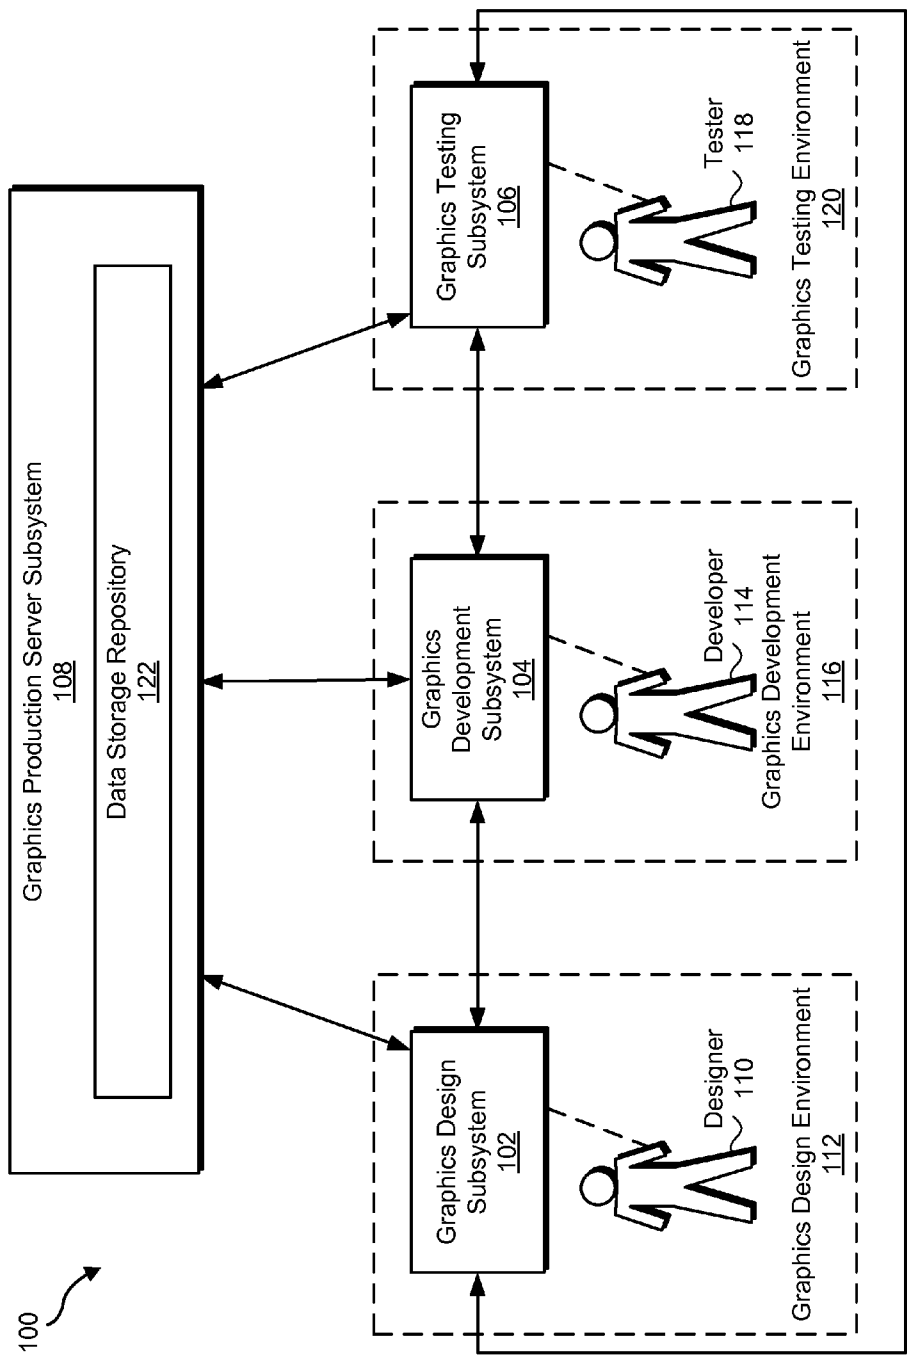 100
Graphics Production Server Subsystem
108
Data Storage Repository
122
Graphics Design
Subsystem
102
Designer
110
Graphics Design Environment
112
Graphics
Development
Subsystem
104
Developer
114
Graphics Development
Environment
116
Graphics Testing
Subsystem
106
Tester
118
Graphics Testing Environment
120